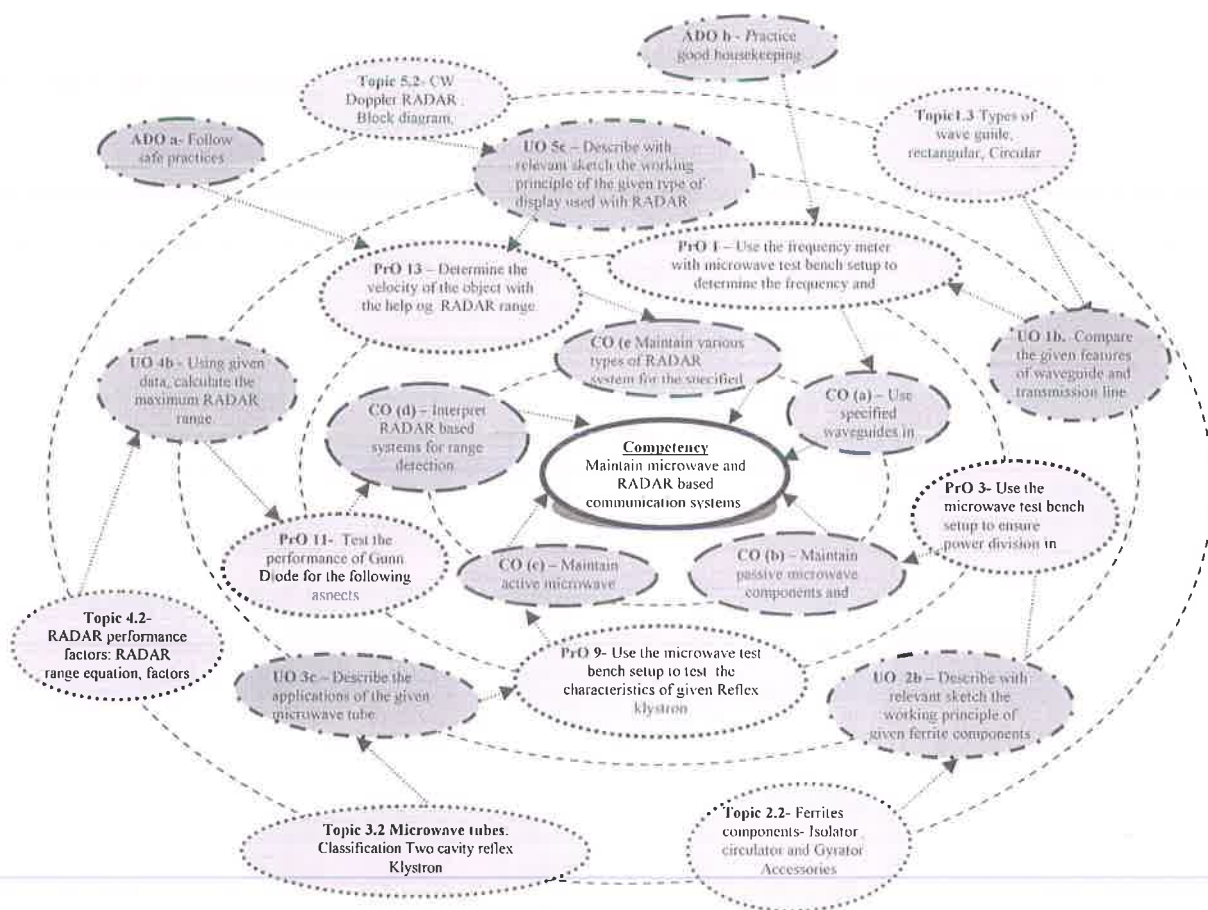 ADO b - Practice
good housekeeping
Topic 5.2- CW
Doppler RADAR .
Block diagram,
Topic1.3 Types of
wave guide,
rectangular, Circular
ADO a- Follow
safe practices
UO 5c – Describe with
relevant sketch the working
principle of the given type of
display used with RADAR
PrO 1 – Use the frequency meter
with microwave test bench setup to
determine the frequency and
PrO 13 – Determine the
velocity of the object with
the help og RADAR range.
UO 4b - Using given
data, calculate the
maximum RADAR
range
CO (e Maintain various
types of RADAR
system for the specified
UO 1b. - Compare
the given features
of waveguide and
transmission line
CO (d) – Interpret
RADAR based
systems for range
detection
CO (a) – Use
specified
waveguides in
Competency
Maintain microwave and
RADAR based
communication systems
PrO 3- Use the
microwave test bench
setup to ensure
power division in
PrO 11- Test the
performance of Gunn
Diode for the following
aspects
CO (c) – Maintain
active microwave
CO (b) – Maintain
passive microwave
components and
Topic 4.2-
RADAR performance
factors: RADAR
range equation, factors
UO 3c – Describe the
applications of the given
microwave tube
PrO 9- Use the microwave test
bench setup to test the
characteristics of given Reflex
klystron
UO 2b – Describe with
relevant sketch the
working principle of
given ferrite components
Topic 3.2 Microwave tubes.
Classification Two cavity reflex
Klystron
Topic 2.2- Ferrites
components- Isolator
circulator and Gyrator
Accessories